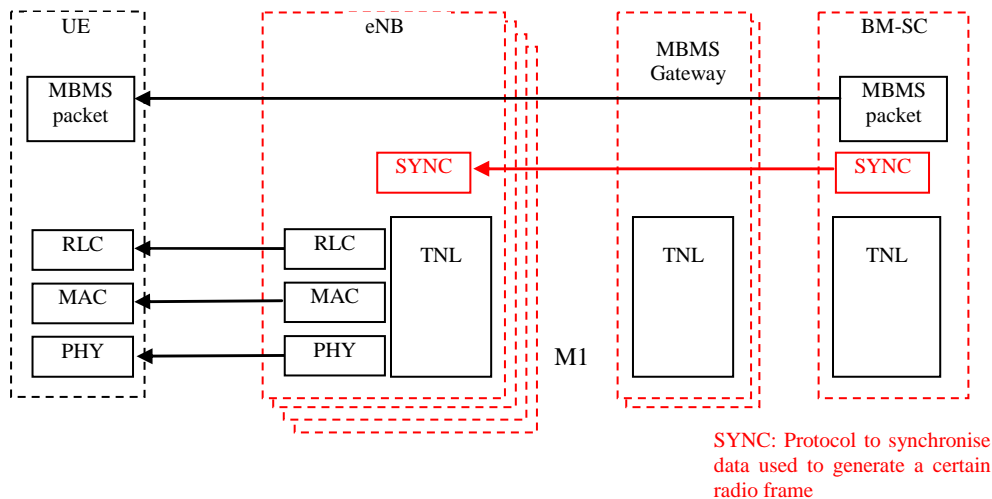 UE
eNB
MBMS
Gateway
BM-SC
MBMS
packet
MBMS
packet
SYNC
SYNC
RLC
RLC
TNL
TNL
TNL
MAC
MAC
PHY
PHY
M1
SYNC: Protocol to synchronise
data used to generate a certain
radio frame